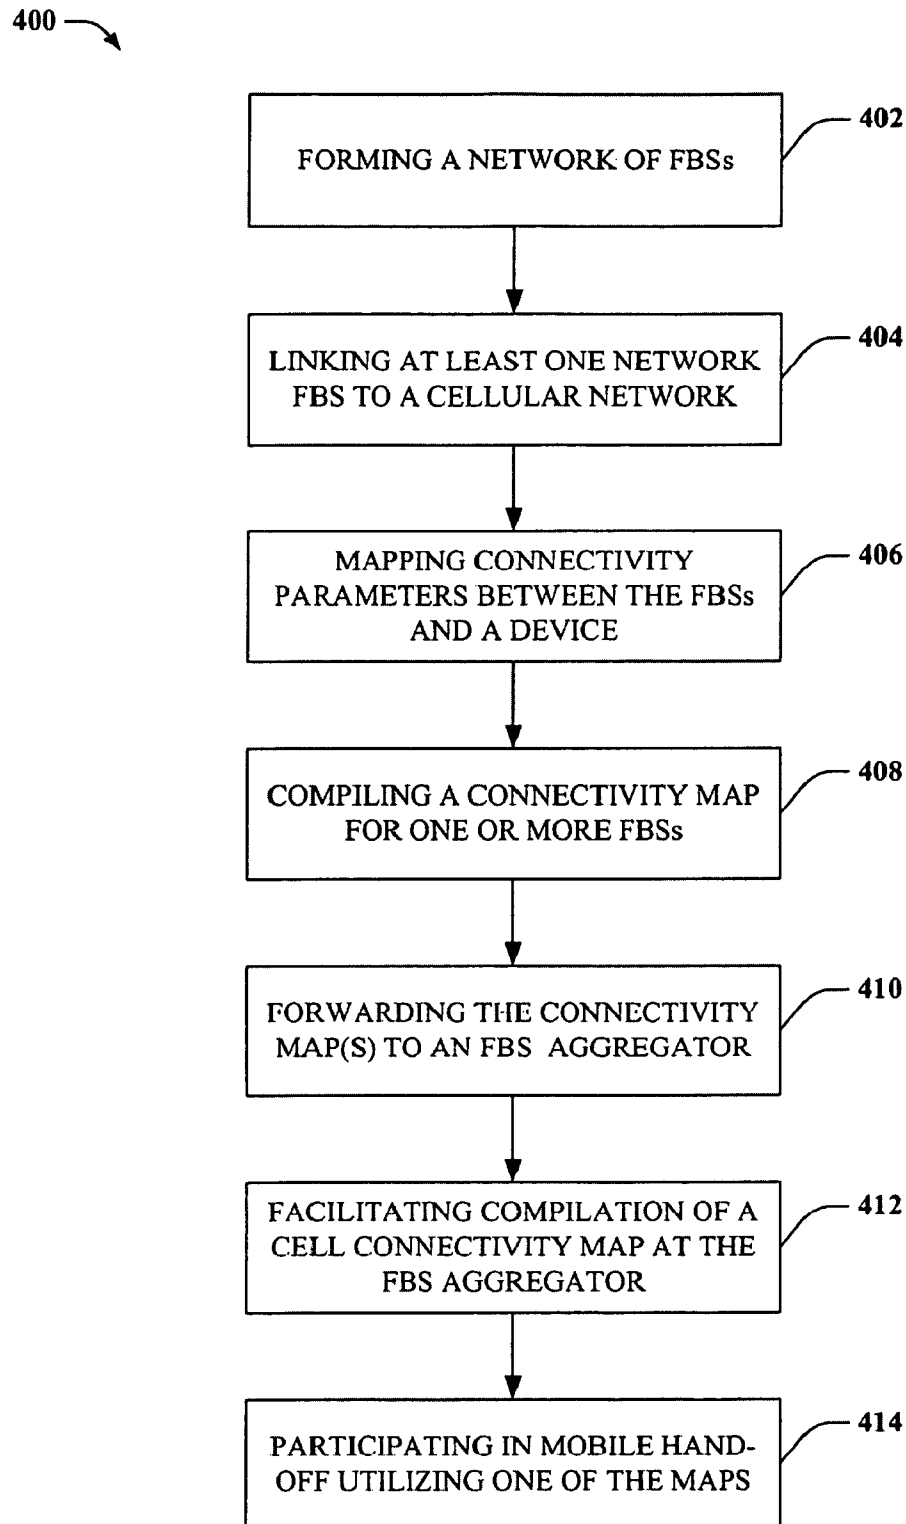 400
FORMING A NETWORK OF FBSs
402
LINKING AT LEAST ONE NETWORK
FBS TO A CELLULAR NETWORK
404
MAPPING CONNECTIVITY
PARAMETERS BETWEEN THE FBSs
AND A DEVICE
406
COMPILING A CONNECTIVITY MAP
FOR ONE OR MORE FBSs
408
FORWARDING THE CONNECTIVITY
MAP(S) TO AN FBS AGGREGATOR
410
FACILITATING COMPILATION OF A
CELL CONNECTIVITY MAP AT THE
FBS AGGREGATOR
412
PARTICIPATING IN MOBILE HAND-
OFF UTILIZING ONE OF THE MAPS
414